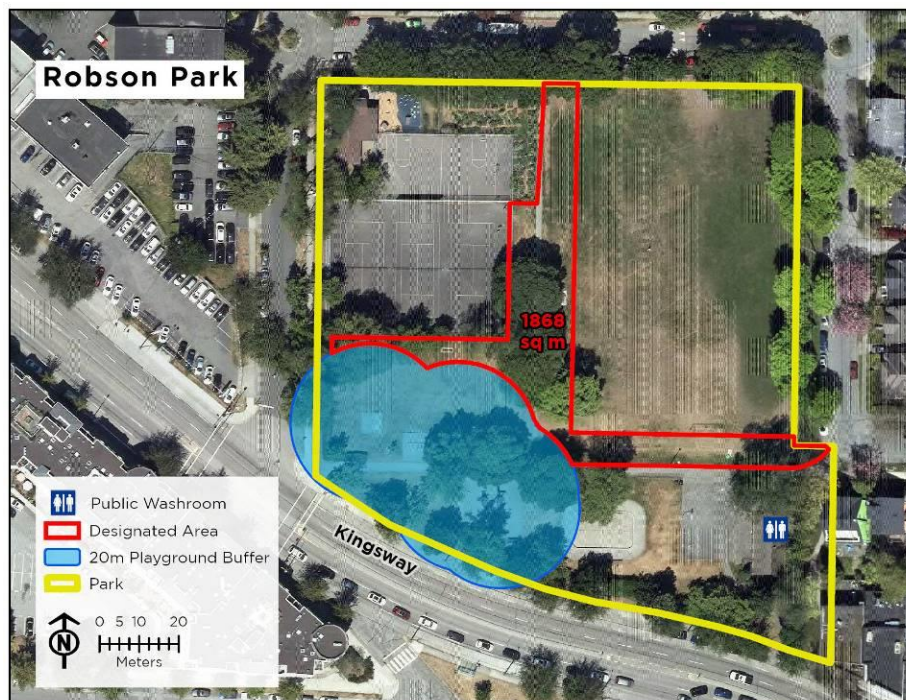 Robson Park
1868
sq m
Kingsway
Public Washroom
Designated Area
20m Playground Buffer
Park
N
0 5 10 20
Meters